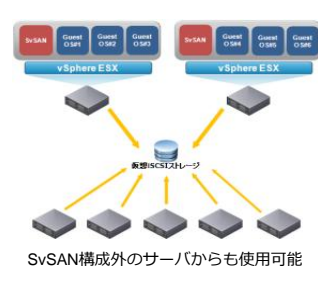 SvSAN Guest OS#1 Guest OS#2 Guest OS#3
SvSAN Guest OS#4 Guest OS#5 Guest OS#6
vSphere ESX vSphere ESX
仮想iSCSIストレージ
SvSAN構成外のサーバからも使用可能